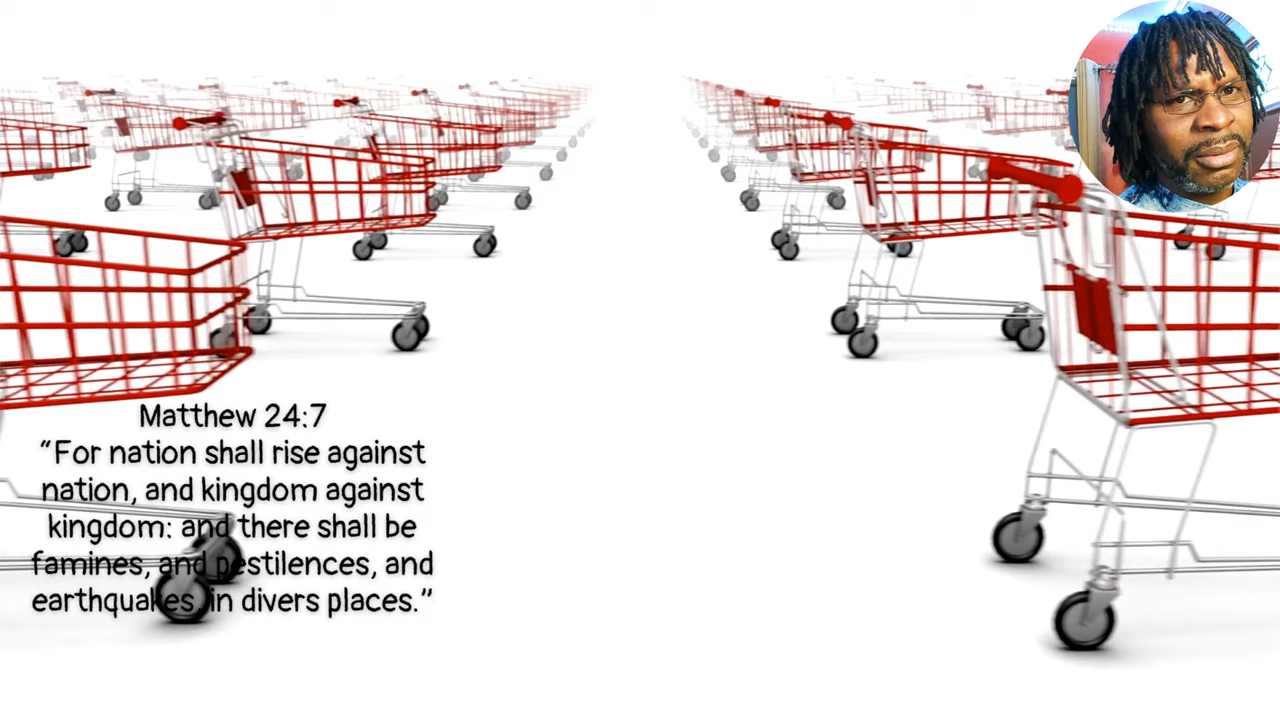 Matthew 24:7
“For nation shall rise against
nation, and kingdom against
kingdom: and there shall be
famines, and pestilences, and
earthquakes, in divers places.”